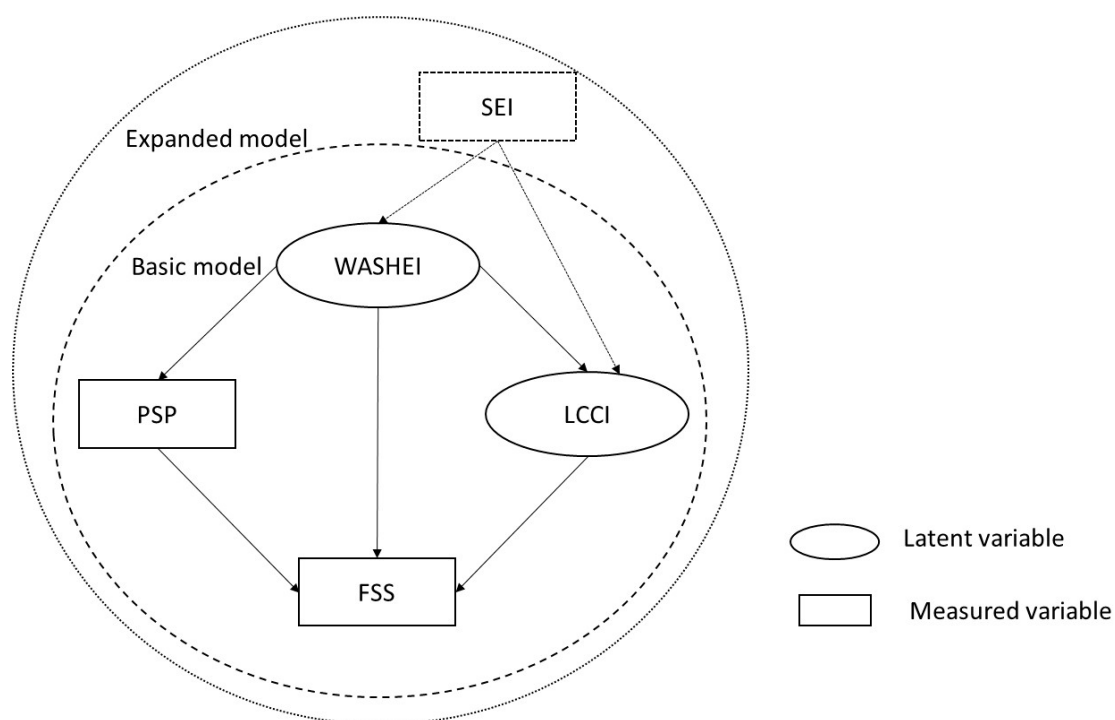 SEI
Expanded model
WASHEI
Basic model
PSP
LCCI
Latent variable
FSS
Measured variable